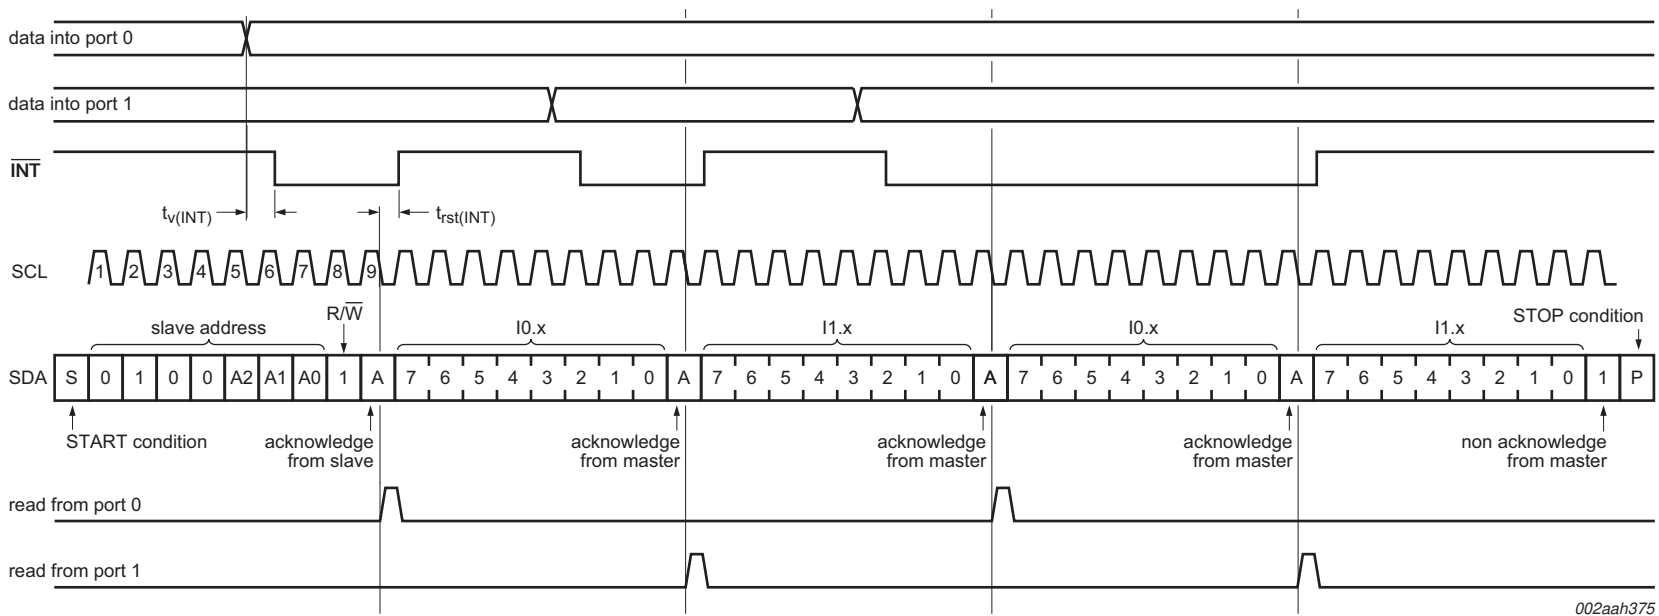 data into port 0
data into port 1
INT
tv(INT) trst(INT)
SCL 1 2 3 4 5 6 7 8 9
R/W
slave address I0.x I1.x I0.x I1.x STOP condition
SDA S 0 1 0 0 A2 A1 A0 1 A 7 6 5 4 3 2 1 0 A 7 6 5 4 3 2 1 0 A 7 6 5 4 3 2 1 0 A 7 6 5 4 3 2 1 0 1 P
START condition acknowledge acknowledge acknowledge acknowledge non acknowledge
from slave from master from master from master from master
read from port 0
read from port 1
002aah375